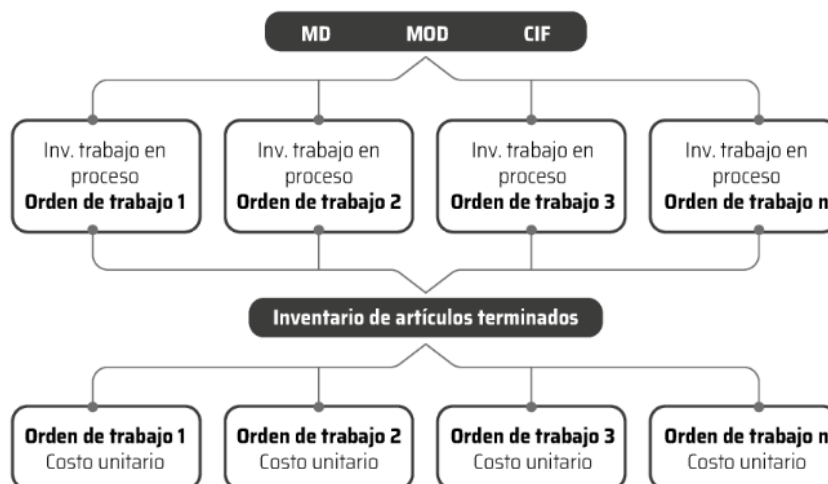 MD MOD CIF
Inv. trabajo en
proceso
Orden de trabajo 1
Inv. trabajo en
proceso
Orden de trabajo 2
Inv. trabajo en
proceso
Orden de trabajo 3
Inv. trabajo en
proceso
Orden de trabajo n
Inventario de artículos terminados
Orden de trabajo 1
Costo unitario
Orden de trabajo 2
Costo unitario
Orden de trabajo 3
Costo unitario
Orden de trabajo n
Costo unitario